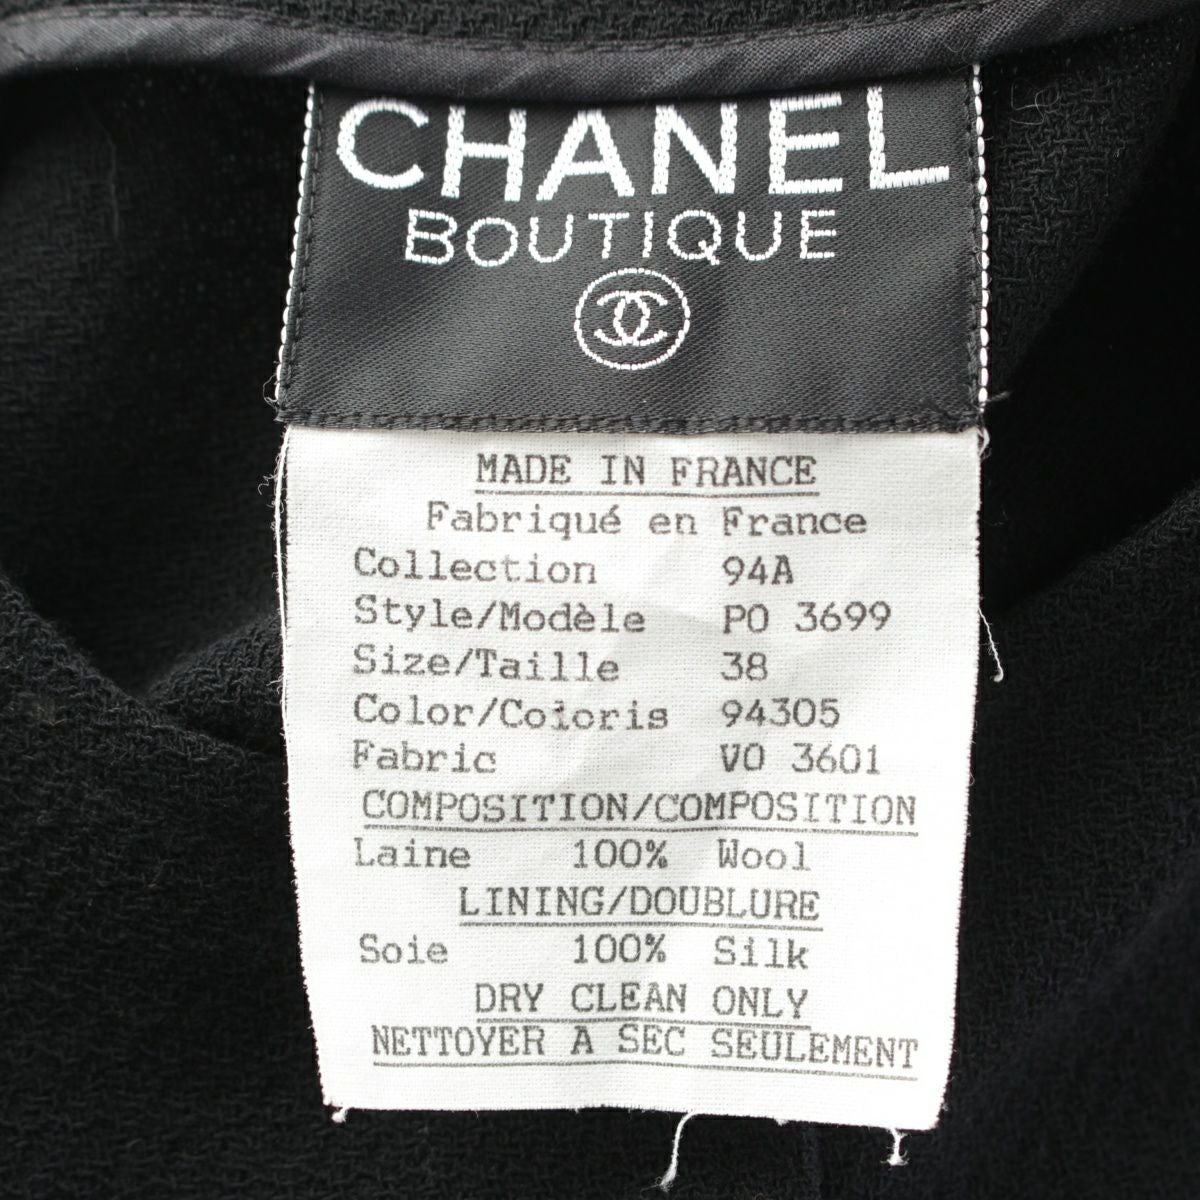 CHANEL
BOUTIQUE
MADE IN FRANCE
Fabriqué en France
Collection 94A
Style/Modèle PO 3699
Size/Taille 38
Color/Coloris 94305
Fabric VO 3601
COMPOSITION/COMPOSITION
Laine 100% Wool
LINING/DOUBLURE
Soie 100% Silk
DRY CLEAN ONLY
NETTOYER A SEC SEULEMENT